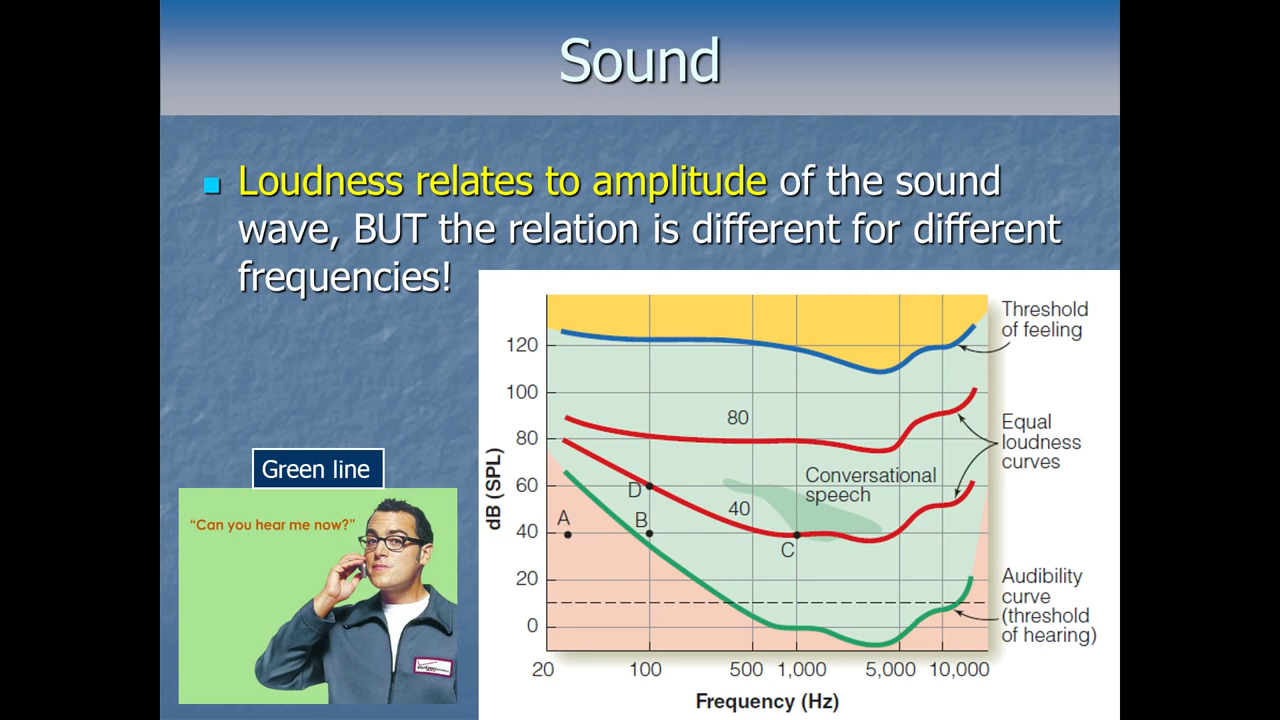 Sound
Loudness relates to amplitude of the sound
wave, BUT the relation is different for different
frequencies!
Green line
“Can you hear me now?”
Threshold
of feeling
Equal
loudness
curves
Conversational
speech
Audibility
curve
(threshold
of hearing)
80
40
A
B
C
D
dB (SPL)
120
100
80
60
40
20
0
20 100 500 1,000 5,000 10,000
Frequency (Hz)